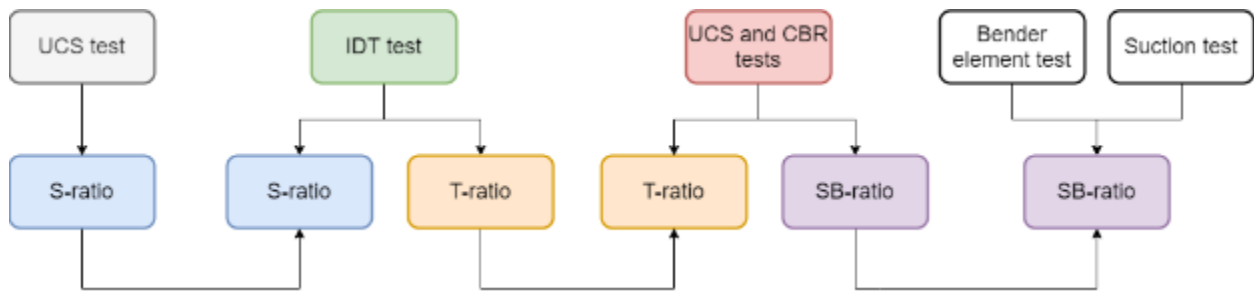 UCS test
IDT test
UCS and CBR
tests
Bender
element test
Suction test
S-ratio
S-ratio
T-ratio
T-ratio
SB-ratio
SB-ratio